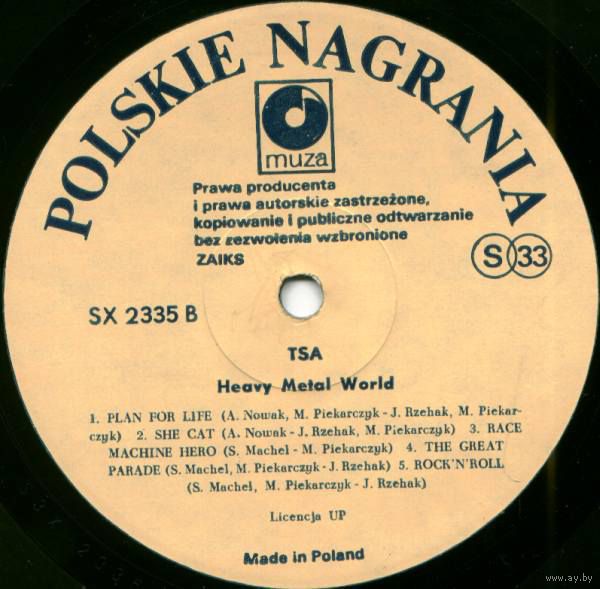 POLSKIE NAGRANIA
muza
Prawa producenta
i prawa autorskie zastrzeżone,
kopiowanie i publiczne odtwarzanie
bez zezwolenia wzbronione
ZAIKS
S 33
SX 2335 B
TSA
Heavy Metal World
1. PLAN FOR LIFE (A. Nowak, M. Piekarczyk - J. Rzehak, M. Piekar-
czyk) 2. SHE CAT (A. Nowak - J. Rzehak, M. Piekarczyk) 3. RACE
MACHINE HERO (S. Machel - M. Piekarczyk) 4. THE GREAT
PARADE (S. Machel, M. Piekarczyk - J. Rzehak) 5. ROCK'N'ROLL
(S. Machel, M. Piekarczyk - J. Rzehak)
Licencja UP
Made in Poland
www.ay.by